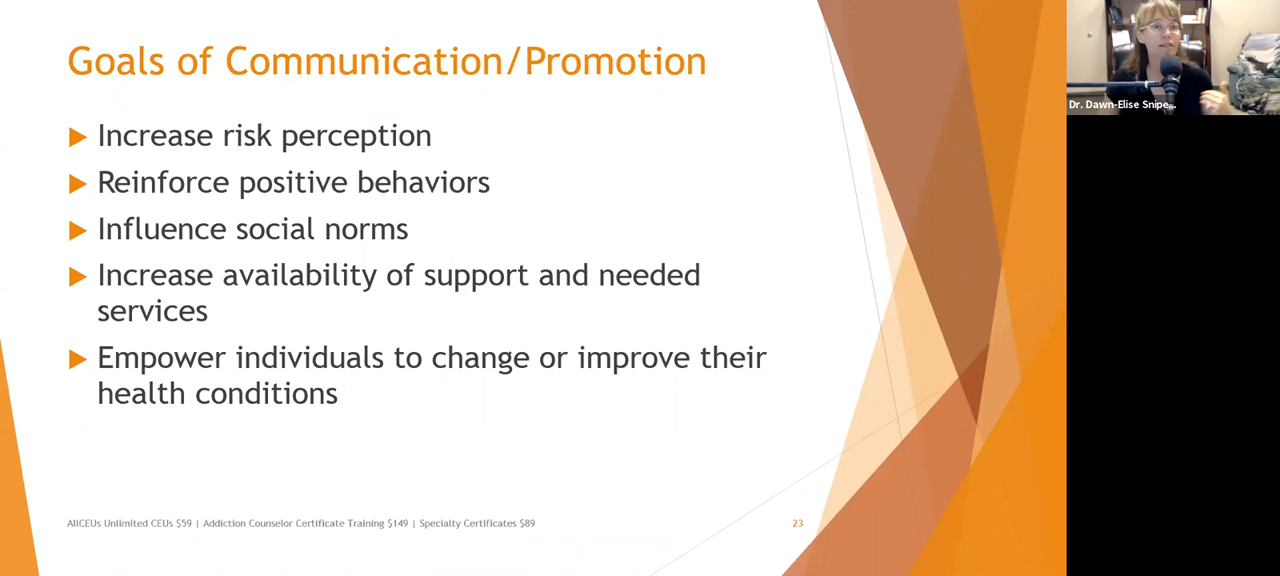 Goals of Communication/Promotion
Increase risk perception
Reinforce positive behaviors
Influence social norms
Increase availability of support and needed
services
Empower individuals to change or improve their
health conditions
AllCEUs Unlimited CEUs $59 | Addiction Counselor Certificate Training $149 | Specialty Certificates $89
23
Dr. Dawn-Elise Snipe...